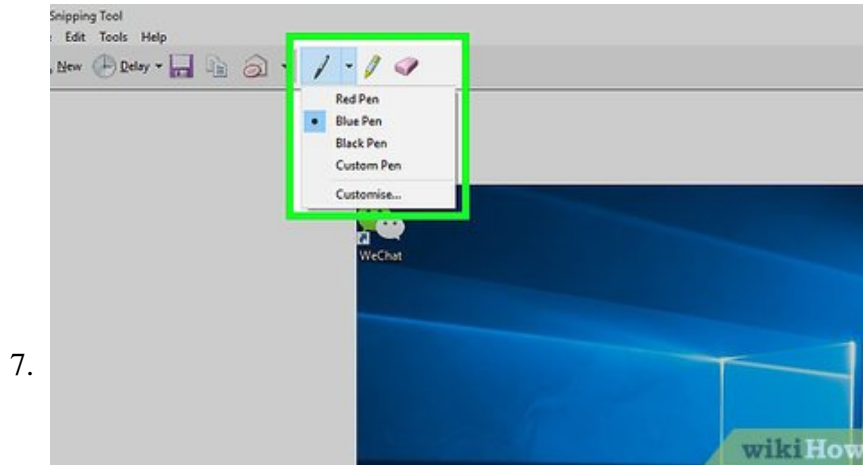 Snipping Tool
Edit Tools Help
New Delay
Red Pen
Blue Pen
Black Pen
Custom Pen
Customise...
WeChat
7.
wikiHow